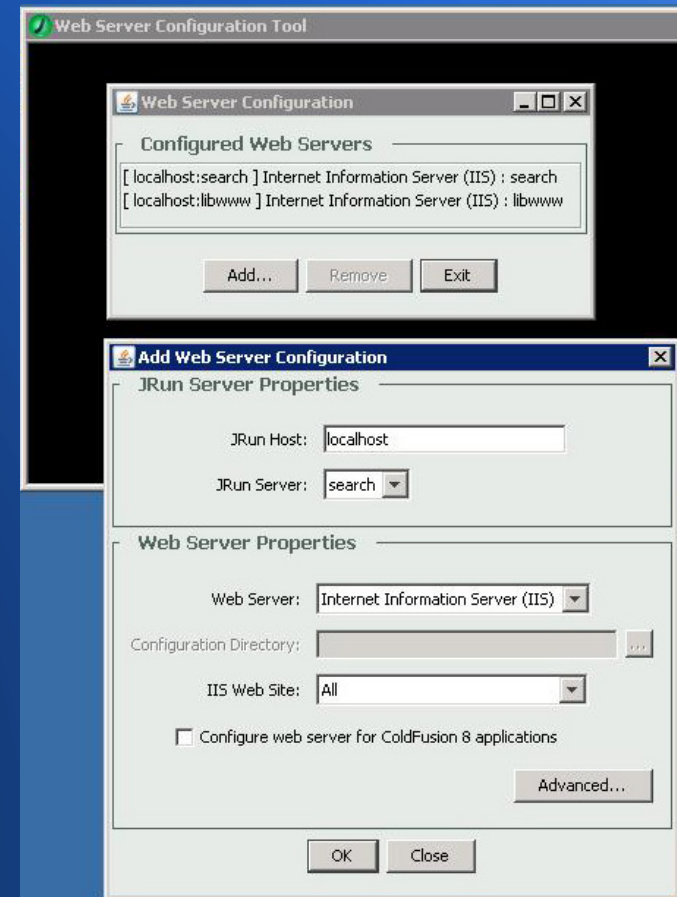 Web Server Configuration Tool
Web Server Configuration
Configured Web Servers
[ localhost:search ] Internet Information Server (IIS) : search
[ localhost:libwww ] Internet Information Server (IIS) : libwww
Add... Remove Exit
Add Web Server Configuration
JRun Server Properties
JRun Host: localhost
JRun Server: search
Web Server Properties
Web Server: Internet Information Server (IIS)
Configuration Directory: ...
IIS Web Site: All
Configure web server for ColdFusion 8 applications
Advanced...
OK Close